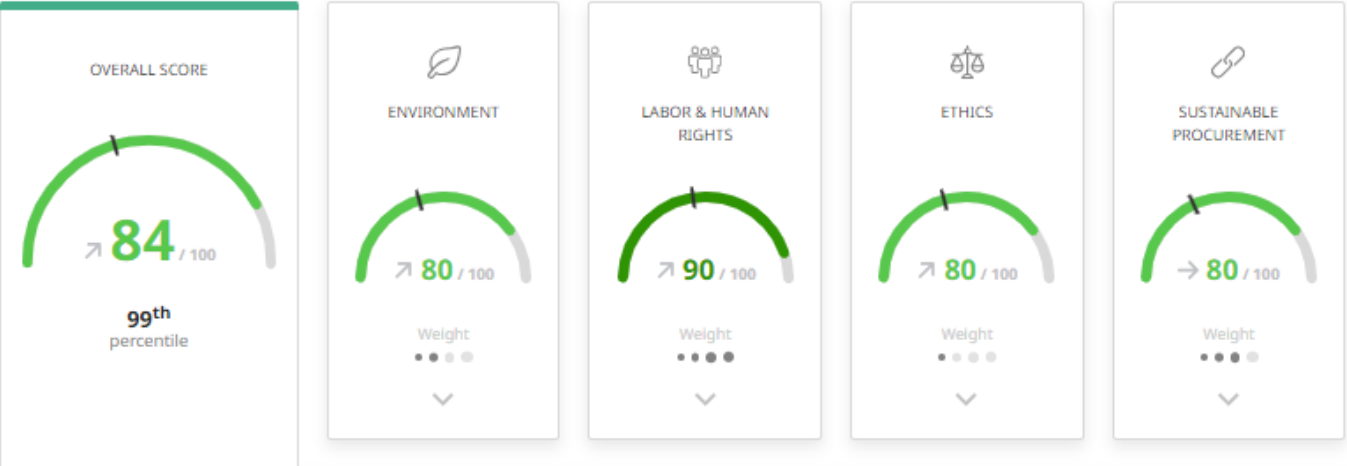 OVERALL SCORE
84 / 100
99th
percentile
ENVIRONMENT
80 / 100
Weight
LABOR & HUMAN
RIGHTS
90 / 100
Weight
ETHICS
80 / 100
Weight
SUSTAINABLE
PROCUREMENT
80 / 100
Weight